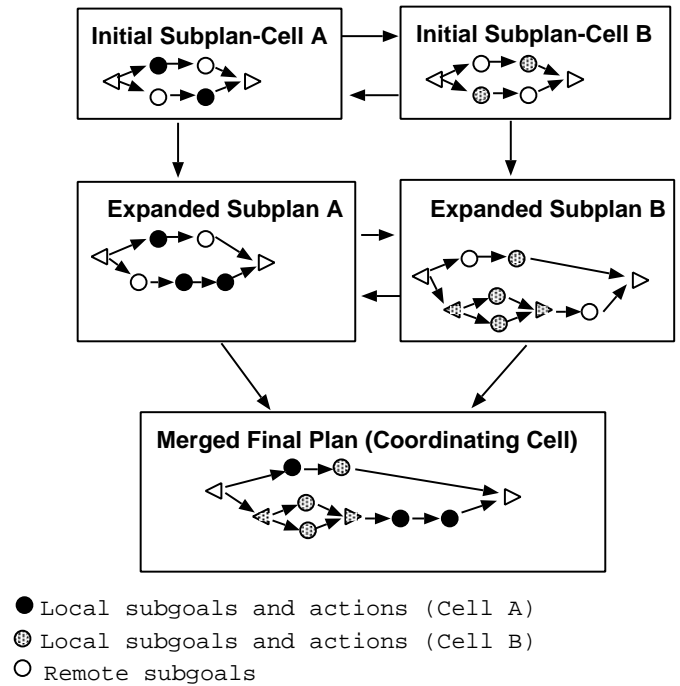 Initial Subplan-Cell A
Initial Subplan-Cell B
Expanded Subplan A
Expanded Subplan B
Merged Final Plan (Coordinating Cell)
Local subgoals and actions (Cell A)
Local subgoals and actions (Cell B)
Remote subgoals